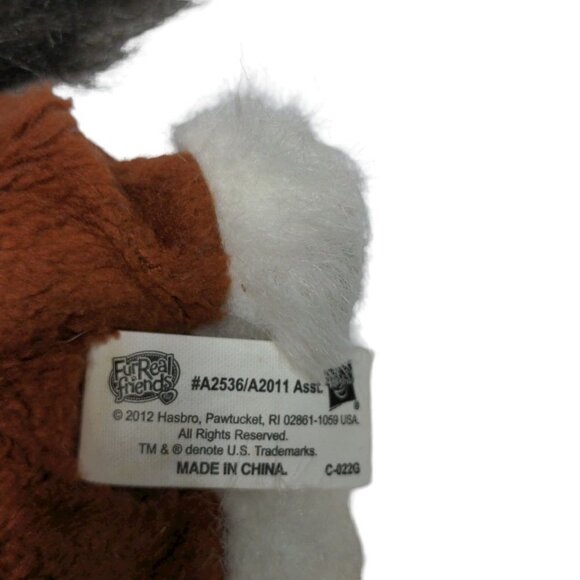 FurReal friends
#A2536/A2011 Asst.
© 2012 Hasbro, Pawtucket, RI 02861-1059 USA.
All Rights Reserved.
TM & ® denote U.S. Trademarks.
MADE IN CHINA.
C-022G